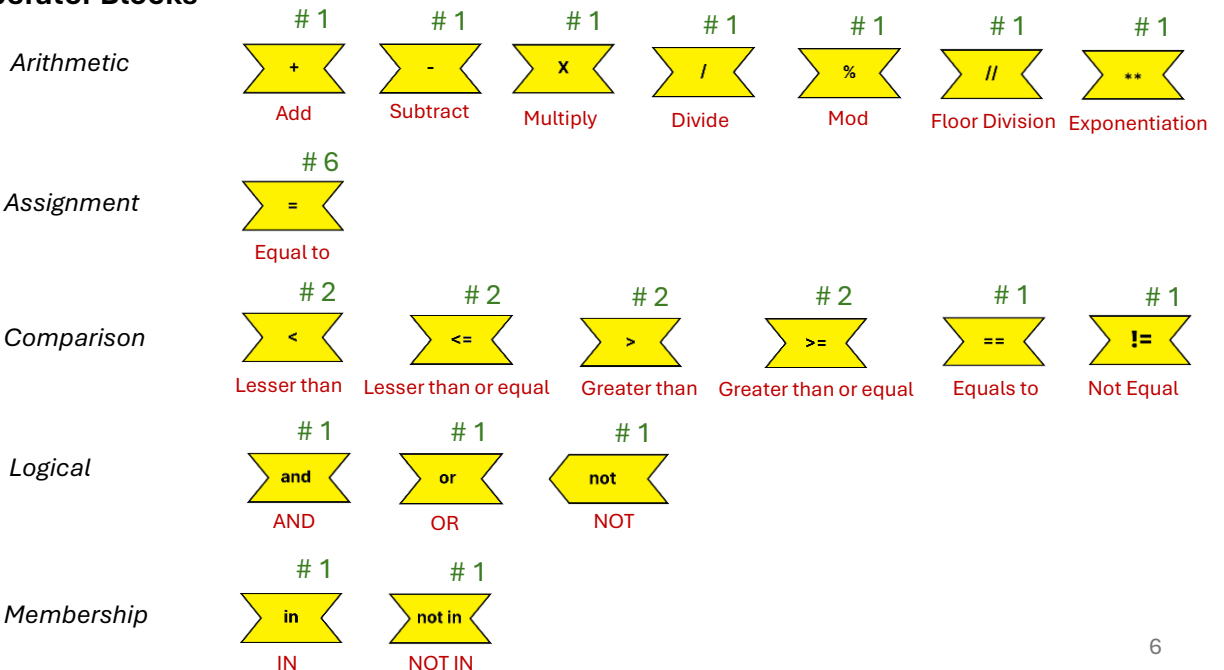 # 1 # 1 # 1 # 1 # 1 # 1 # 1
Arithmetic + - X / % // **
Add Subtract Multiply Divide Mod Floor Division Exponentiation
# 6
Assignment =
Equal to
# 2 # 2 # 2 # 2 # 1 # 1
Comparison < <= > >= == !=
Lesser than Lesser than or equal Greater than Greater than or equal Equals to Not Equal
# 1 # 1 # 1
Logical and or not
AND OR NOT
# 1 # 1
Membership in not in
IN NOT IN
6